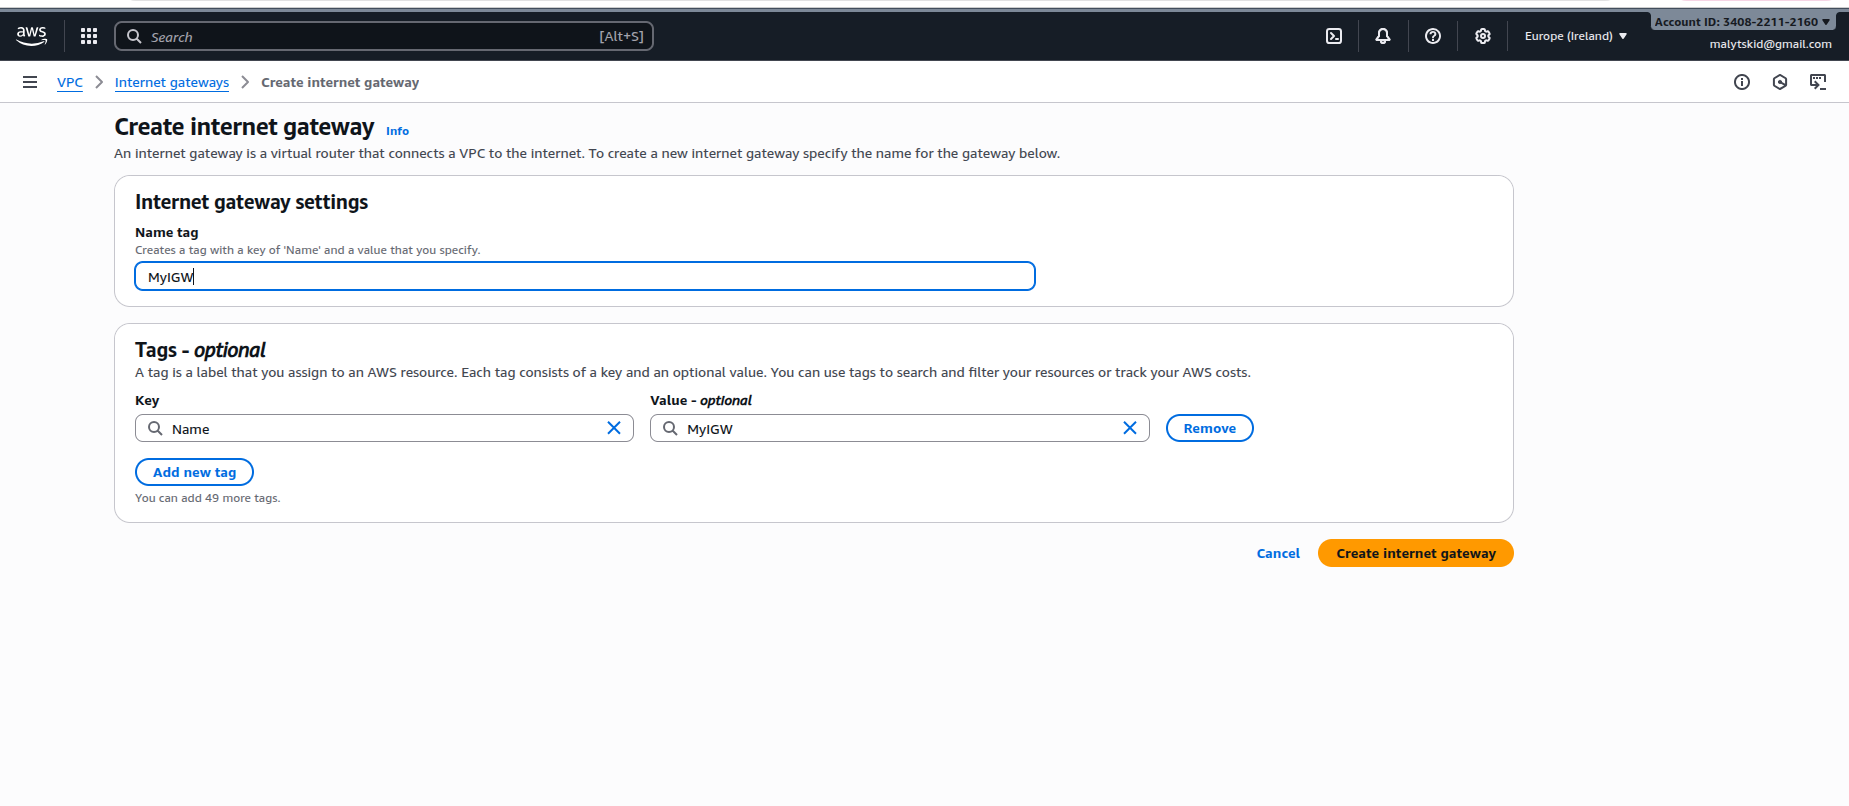 aws
Search [Alt+S]
Europe (Ireland)
Account ID: 3408-2211-2160
malytskid@gmail.com
VPC
Internet gateways
Create internet gateway
Create internet gateway Info
An internet gateway is a virtual router that connects a VPC to the internet. To create a new internet gateway specify the name for the gateway below.
Internet gateway settings
Name tag
Creates a tag with a key of 'Name' and a value that you specify.
MyIGW
Tags - optional
A tag is a label that you assign to an AWS resource. Each tag consists of a key and an optional value. You can use tags to search and filter your resources or track your AWS costs.
Key Value - optional
Name MyIGW Remove
Add new tag
You can add 49 more tags.
Cancel Create internet gateway